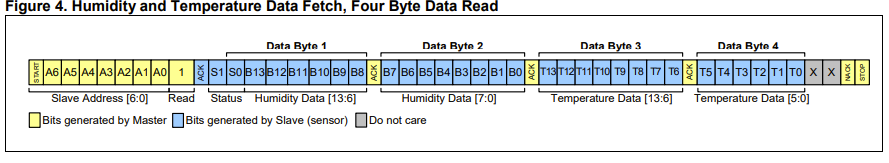 Figure 4. Humidity and Temperature Data Fetch, Four Byte Data Read
Data Byte 1 Data Byte 2 Data Byte 3 Data Byte 4
START A6 A5 A4 A3 A2 A1 A0 1 ACK S1 S0 B13 B12 B11 B10 B9 B8 ACK B7 B6 B5 B4 B3 B2 B1 B0 ACK T13 T12 T11 T10 T9 T8 T7 T6 ACK T5 T4 T3 T2 T1 T0 X X NACK STOP
Slave Address [6:0] Read Status Humidity Data [13:6] Humidity Data [7:0] Temperature Data [13:6] Temperature Data [5:0]
Bits generated by Master Bits generated by Slave (sensor) Do not care